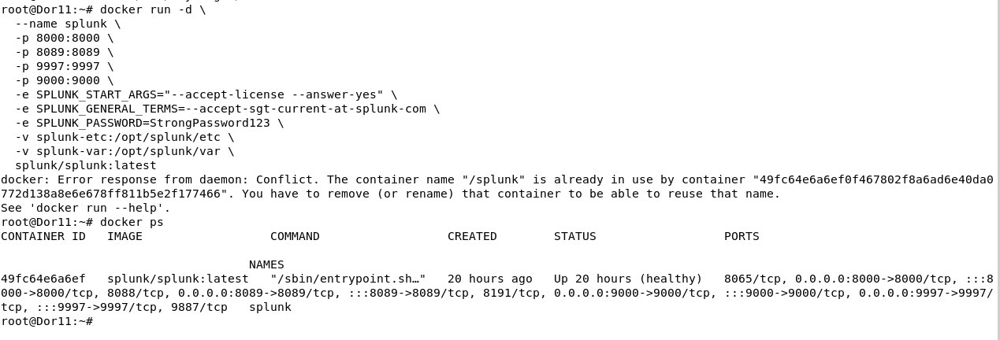 root@Dor11:~# docker run -d \
  --name splunk \
  -p 8000:8000 \
  -p 8089:8089 \
  -p 9997:9997 \
  -p 9000:9000 \
  -e SPLUNK_START_ARGS="--accept-license --answer-yes" \
  -e SPLUNK_GENERAL_TERMS=--accept-sgt-current-at-splunk-com \
  -e SPLUNK_PASSWORD=StrongPassword123 \
  -v splunk-etc:/opt/splunk/etc \
  -v splunk-var:/opt/splunk/var \
  splunk/splunk:latest
docker: Error response from daemon: Conflict. The container name "/splunk" is already in use by container "49fc64e6a6ef0f467802f8a6ad6e40da0
772d138a8e6e678ff811b5e2f177466". You have to remove (or rename) that container to be able to reuse that name.
See 'docker run --help'.
root@Dor11:~# docker ps
CONTAINER ID   IMAGE                  COMMAND                  CREATED        STATUS                  PORTS
                                   NAMES
49fc64e6a6ef   splunk/splunk:latest   "/sbin/entrypoint.sh…"   20 hours ago   Up 20 hours (healthy)   8065/tcp, 0.0.0.0:8000->8000/tcp, :::8
000->8000/tcp, 8088/tcp, 0.0.0.0:8089->8089/tcp, :::8089->8089/tcp, 8191/tcp, 0.0.0.0:9000->9000/tcp, :::9000->9000/tcp, 0.0.0.0:9997->9997/
tcp, :::9997->9997/tcp, 9887/tcp   splunk
root@Dor11:~#